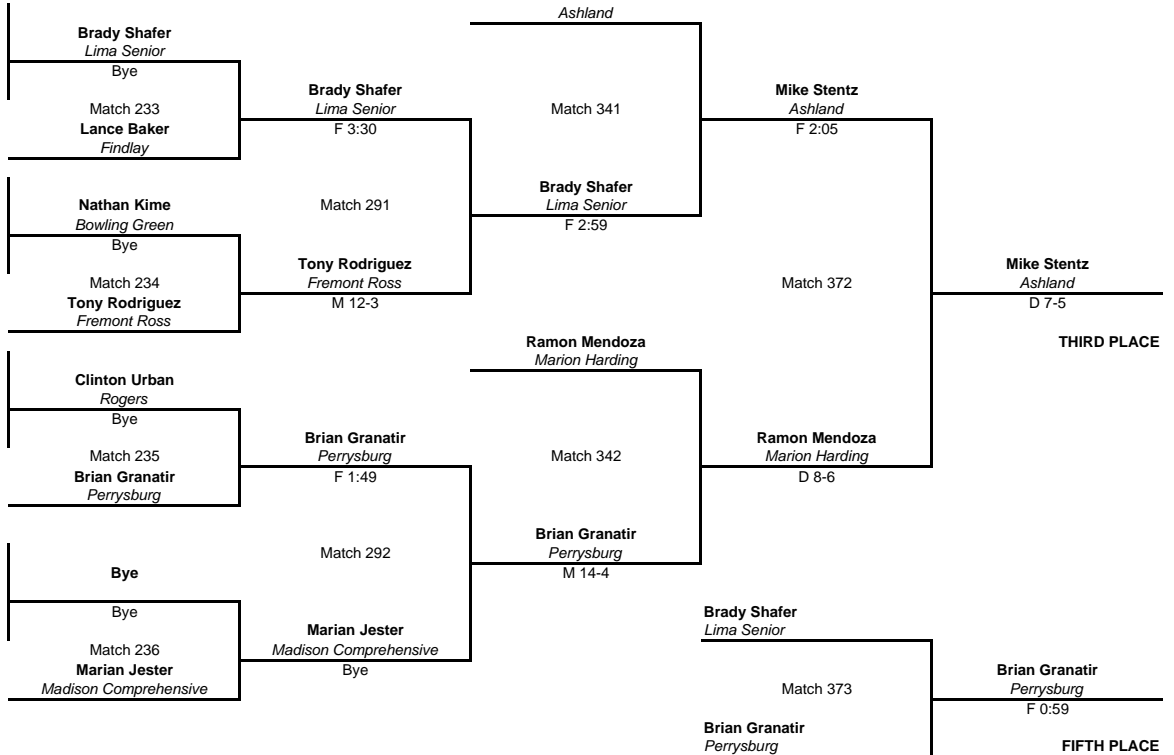 Brady Shafer
Lima Senior
Bye
Match 233
Lance Baker
Findlay
Nathan Kime
Bowling Green
Bye
Match 234
Tony Rodriguez
Fremont Ross
Clinton Urban
Rogers
Bye
Match 235
Brian Granatir
Perrysburg
Bye
Bye
Match 236
Marian Jester
Madison Comprehensive
Brady Shafer
Lima Senior
F 3:30
Match 291
Tony Rodriguez
Fremont Ross
M 12-3
Brian Granatir
Perrysburg
F 1:49
Match 292
Marian Jester
Madison Comprehensive
Bye
Ashland
Match 341
Brady Shafer
Lima Senior
F 2:59
Ramon Mendoza
Marion Harding
Match 342
Brian Granatir
Perrysburg
M 14-4
Mike Stentz
Ashland
F 2:05
Match 372
Ramon Mendoza
Marion Harding
D 8-6
Mike Stentz
Ashland
D 7-5
THIRD PLACE
Brady Shafer
Lima Senior
Match 373
Brian Granatir
Perrysburg
Brian Granatir
Perrysburg
F 0:59
FIFTH PLACE